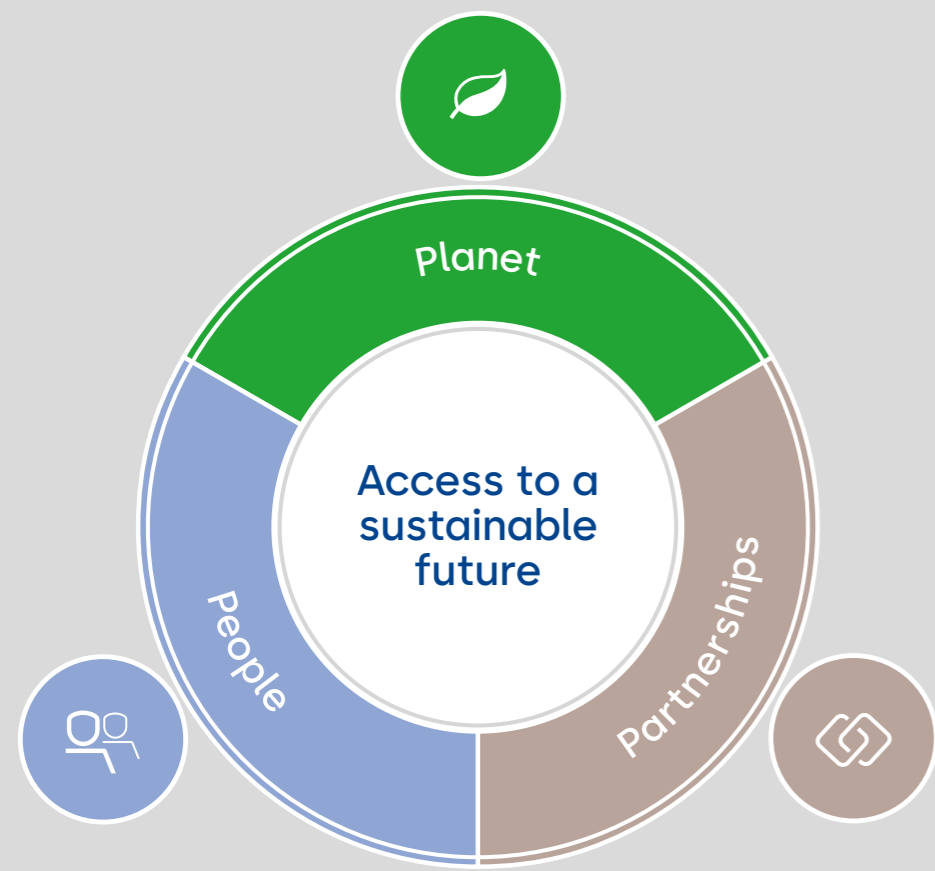 Planet
Access to a
sustainable
future
People
Partnerships